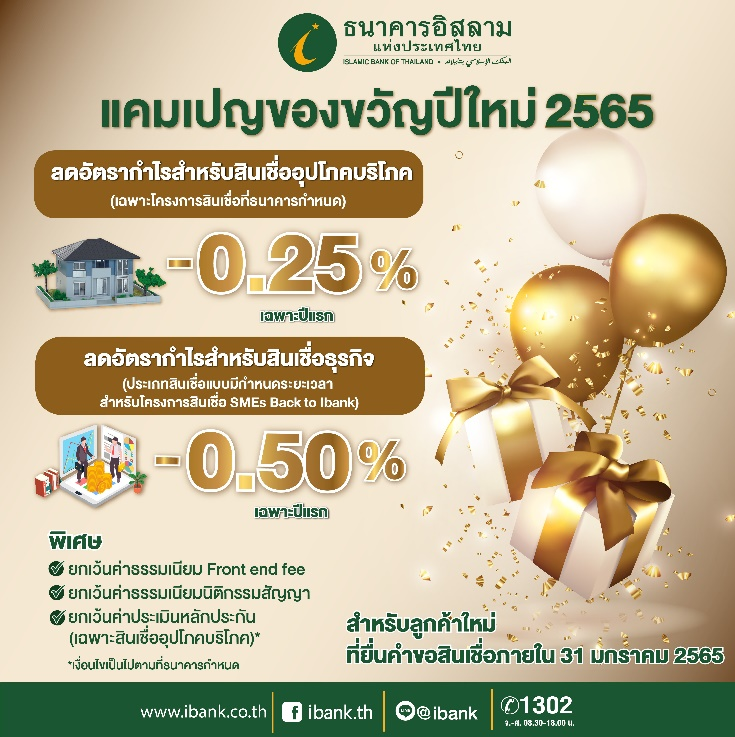 ธนาคารอิสลาม
แห่งประเทศไทย
ISLAMIC BANK OF THAILAND •
แคมเปญของขวัญปีใหม่ 2565
ลดอัตรากำไรสำหรับสินเชื่ออุปโภคบริโภค
(เฉพาะโครงการสินเชื่อที่ธนาคารกำหนด)
-0.25%
เฉพาะปีแรก
ลดอัตรากำไรสำหรับสินเชื่อธุรกิจ
(ประเภทสินเชื่อแบบมีกำหนดระยะเวลา
สำหรับโครงการสินเชื่อ SMEs Back to Ibank)
-0.50%
เฉพาะปีแรก
พิเศษ
ยกเว้นค่าธรรมเนียม Front end fee
ยกเว้นค่าธรรมเนียมนิติกรรมสัญญา
ยกเว้นค่าประเมินหลักประกัน
(เฉพาะสินเชื่ออุปโภคบริโภค)*
*เงื่อนไขเป็นไปตามที่ธนาคารกำหนด
สำหรับลูกค้าใหม่
ที่ยื่นคำขอสินเชื่อภายใน 31 มกราคม 2565
www.ibank.co.th
ibank.th
LINE @ibank
1302
จ.-ศ. 08.30-18.00 น.